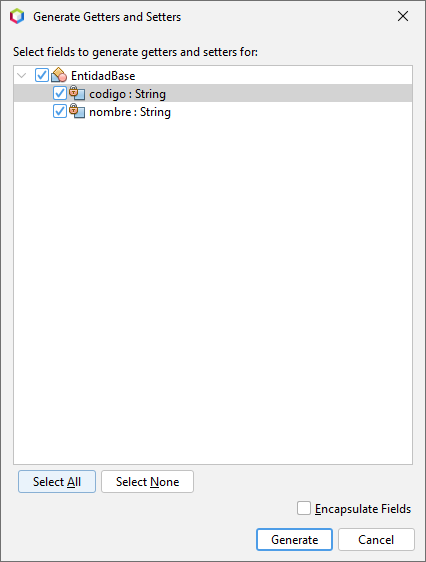 Generate Getters and Setters
Select fields to generate getters and setters for:
EntidadBase
codigo : String
nombre : String
Select All Select None
Encapsulate Fields
Generate Cancel